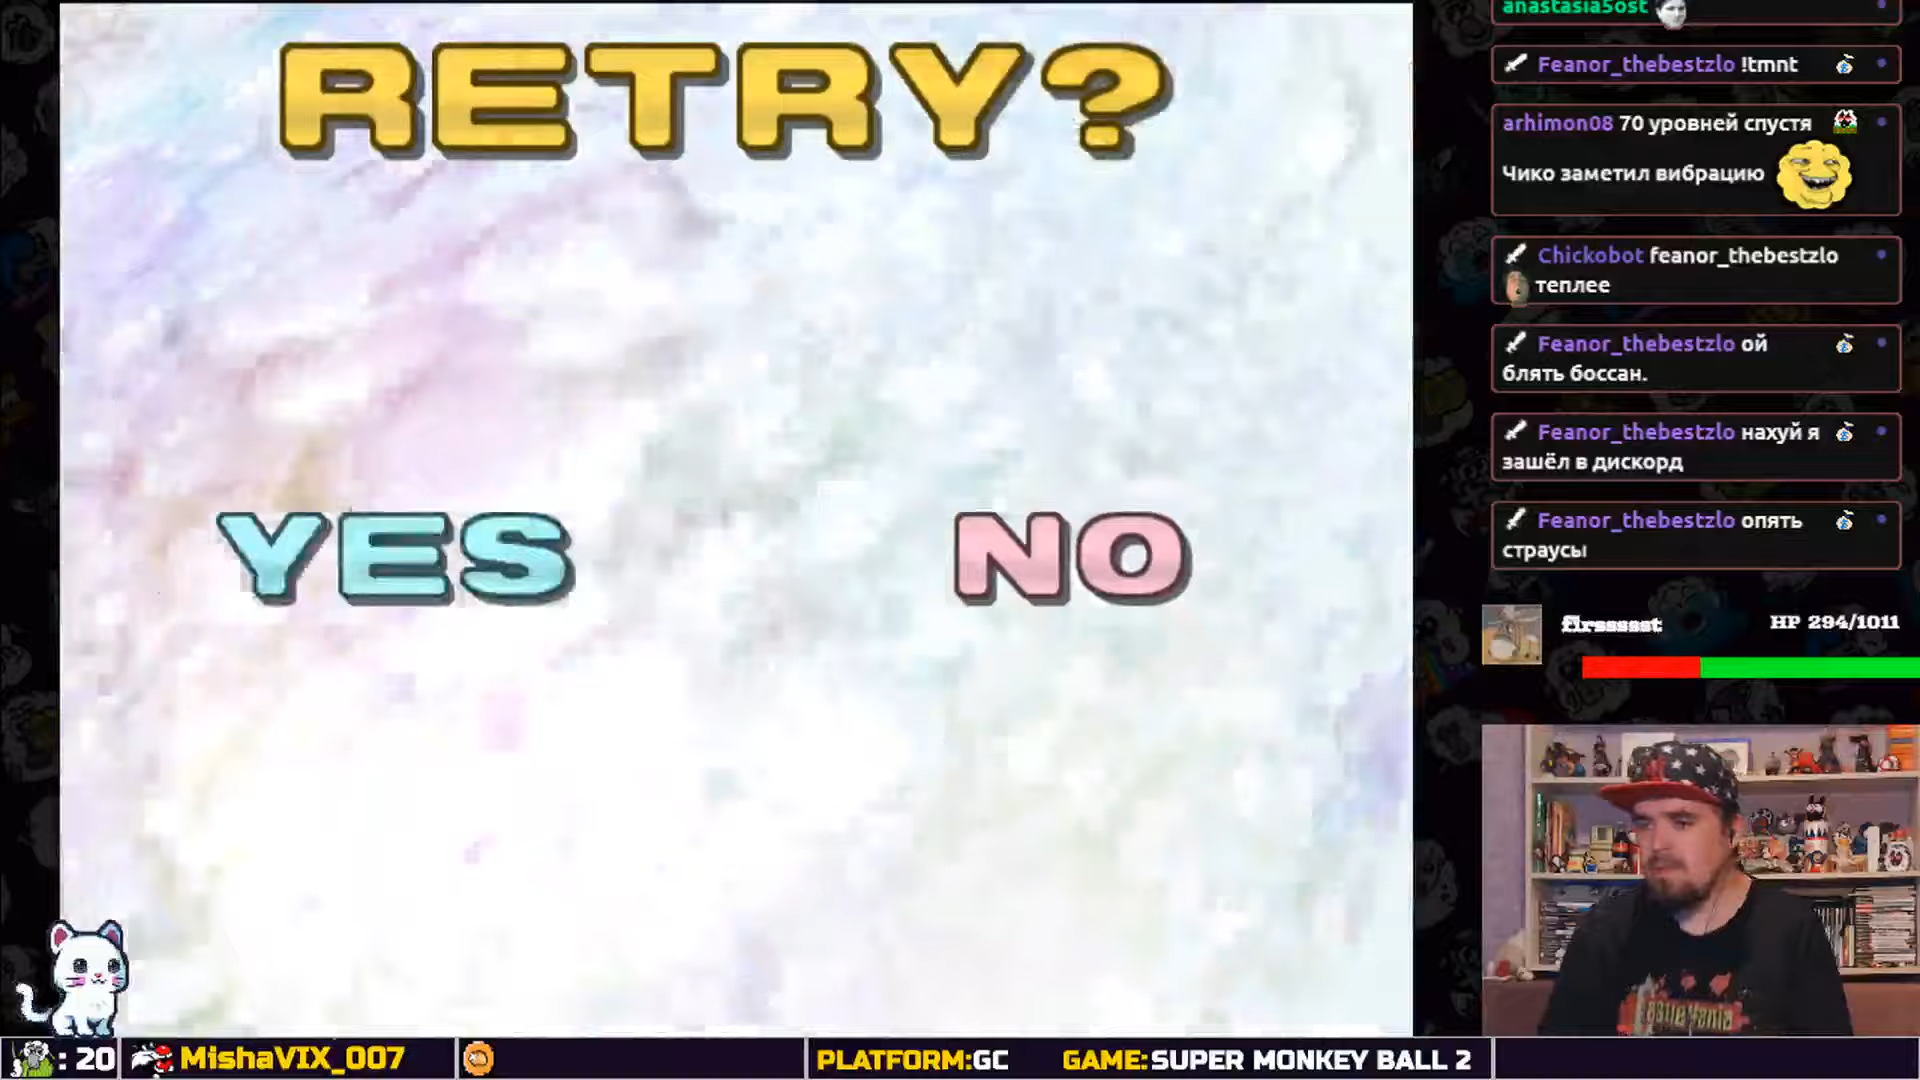 RETRY?
YES
NO
anastasia5ost
Feanor_thebestzlo !tmnt
arhimon08 70 уровней спустя
Чико заметил вибрацию
Chickobot feanor_thebestzlo
теплее
Feanor_thebestzlo ой
блять боссан.
Feanor_thebestzlo нахуй я
зашёл в дискорд
Feanor_thebestzlo опять
страусы
firsssssst HP 294/1011
: 20
MishaVIX_007
PLATFORM:GC
GAME:SUPER MONKEY BALL 2